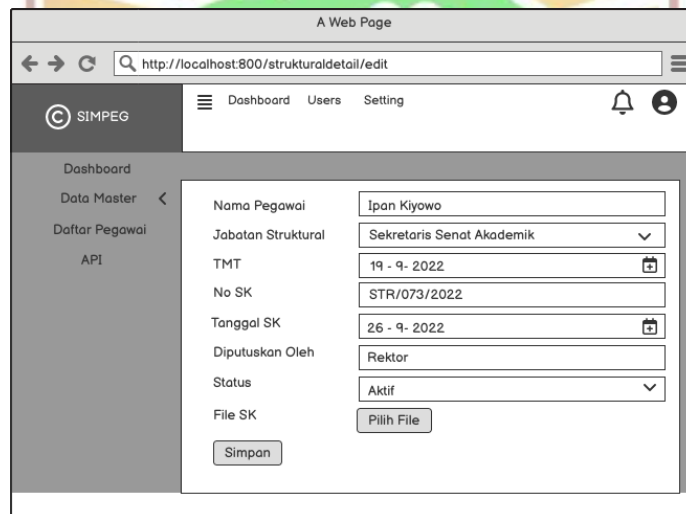 A Web Page
http://localhost:800/strukturaldetail/edit
© SIMPEG
Dashboard Users Setting
Dashboard
Data Master
Daftar Pegawai
API
Nama Pegawai Ipan Kiyowo
Jabatan Struktural Sekretaris Senat Akademik
TMT 19 - 9- 2022
No SK STR/073/2022
Tanggal SK 26 - 9- 2022
Diputuskan Oleh Rektor
Status Aktif
File SK Pilih File
Simpan